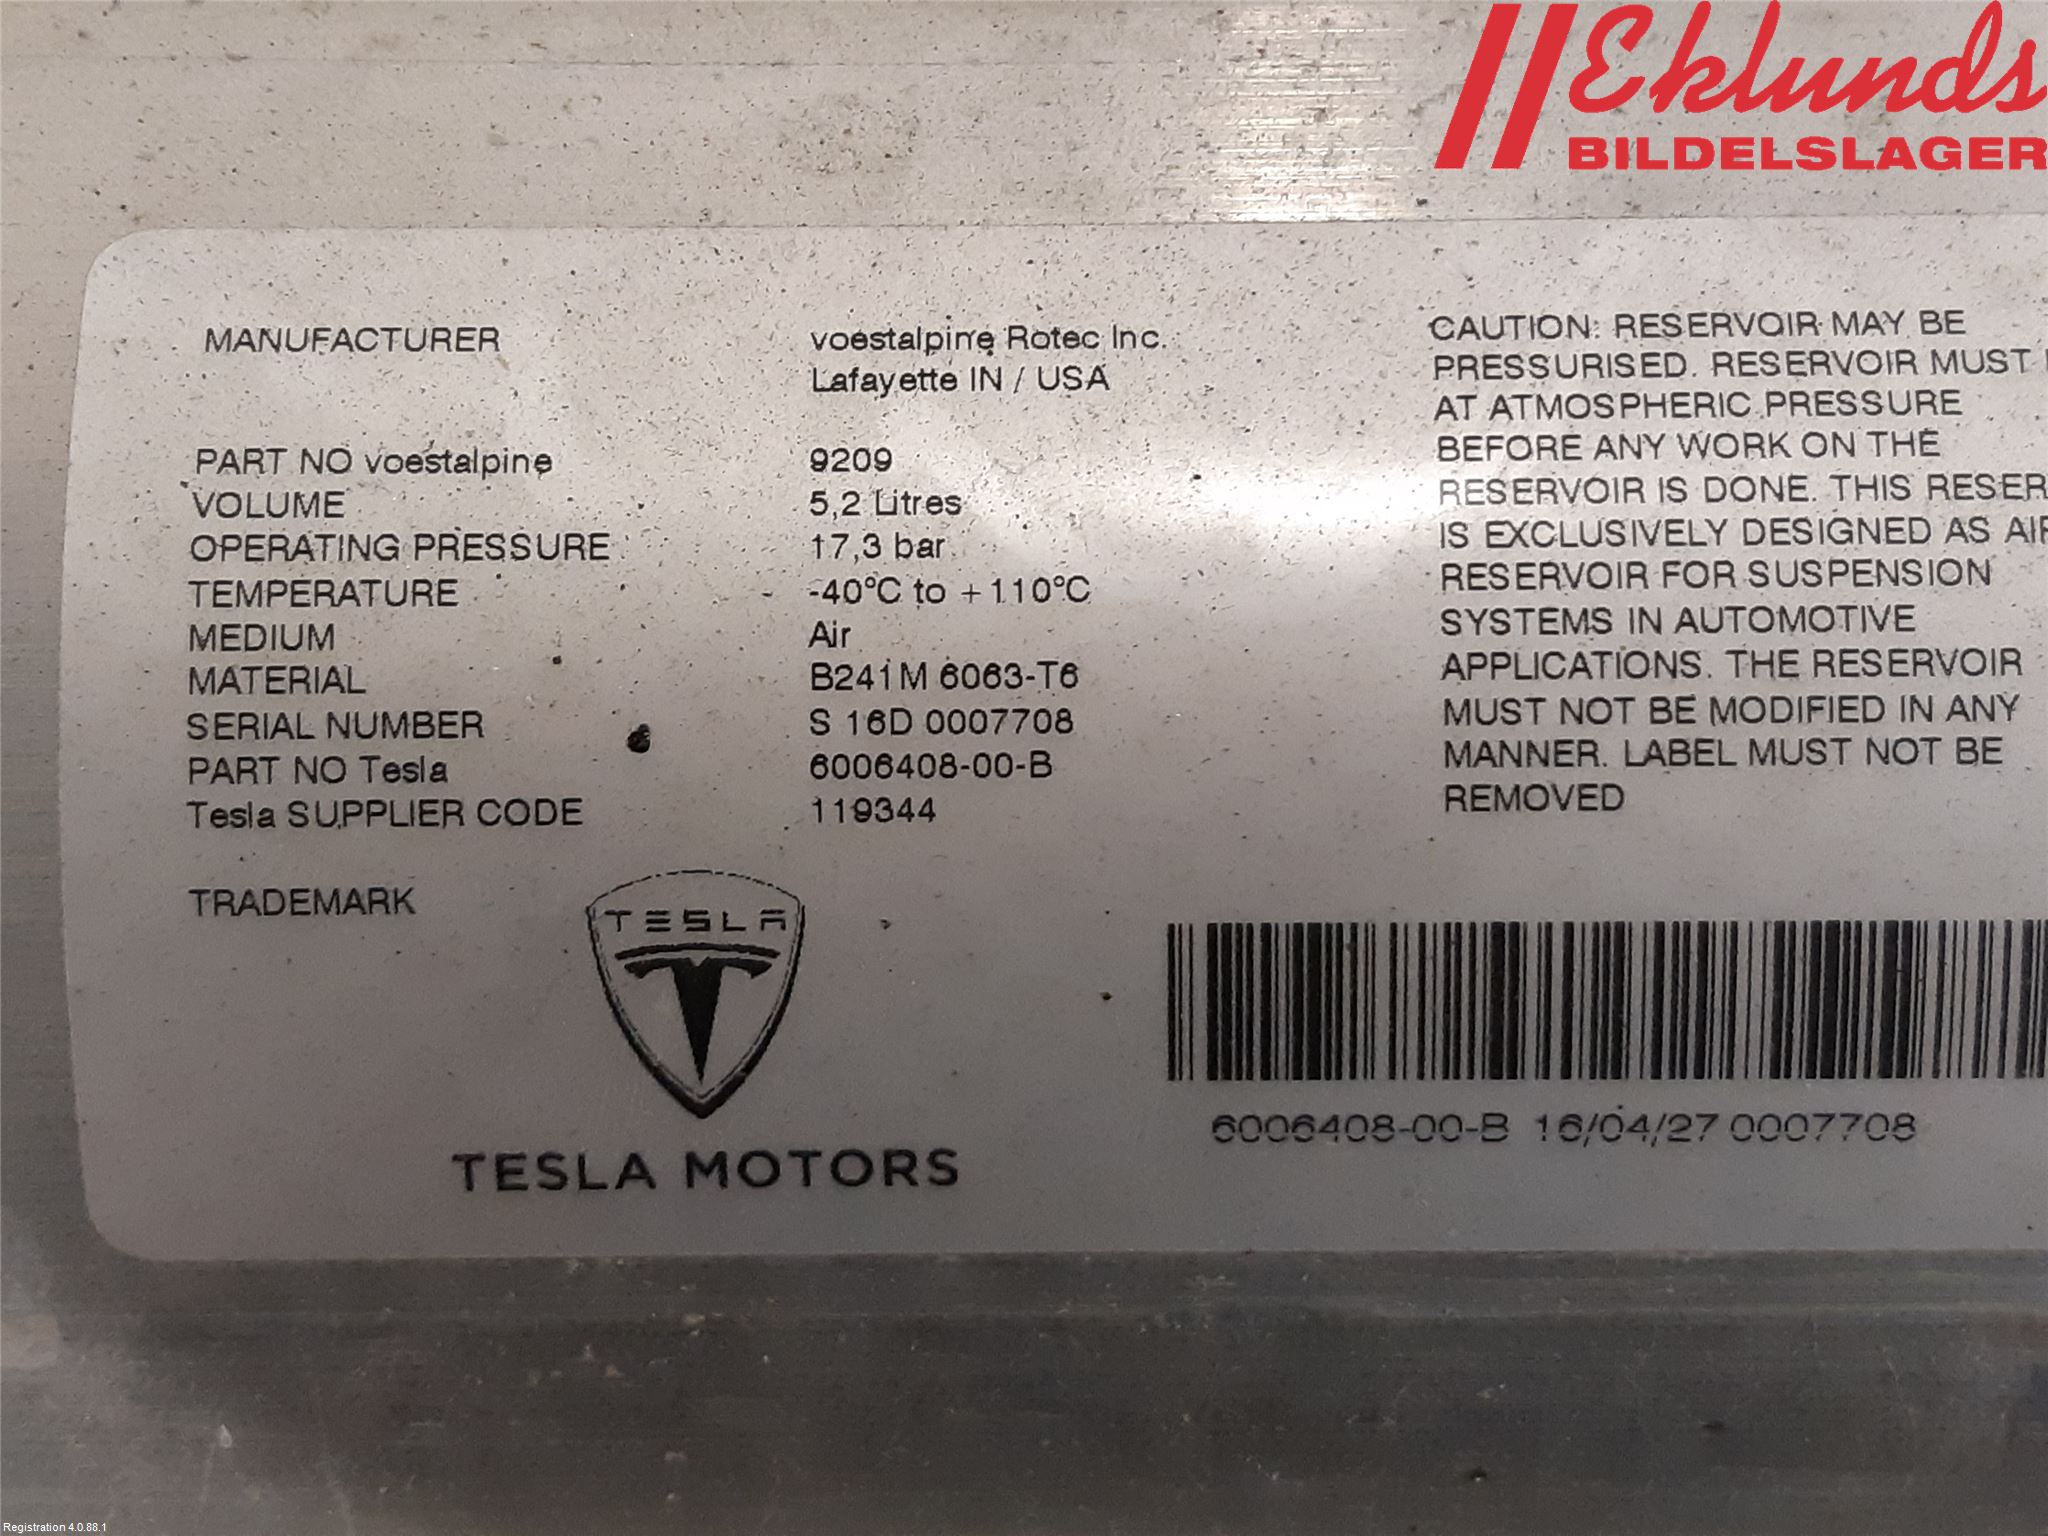 Eklunds
BILDELSLAGER
MANUFACTURER voestalpine Rotec Inc.
Lafayette IN / USA
PART NO voestalpine 9209
VOLUME 5,2 Litres
OPERATING PRESSURE 17,3 bar
TEMPERATURE -40°C to +110°C
MEDIUM Air
MATERIAL B241M 6063-T6
SERIAL NUMBER S 16D 0007708
PART NO Tesla 6006408-00-B
Tesla SUPPLIER CODE 119344
TRADEMARK
TESLA
TESLA MOTORS
CAUTION: RESERVOIR MAY BE
PRESSURISED. RESERVOIR MUST
AT ATMOSPHERIC PRESSURE
BEFORE ANY WORK ON THE
RESERVOIR IS DONE. THIS RESER
IS EXCLUSIVELY DESIGNED AS AIR
RESERVOIR FOR SUSPENSION
SYSTEMS IN AUTOMOTIVE
APPLICATIONS. THE RESERVOIR
MUST NOT BE MODIFIED IN ANY
MANNER. LABEL MUST NOT BE
REMOVED
6006408-00-B 16/04/27 0007708
Registration 4.0.88.1